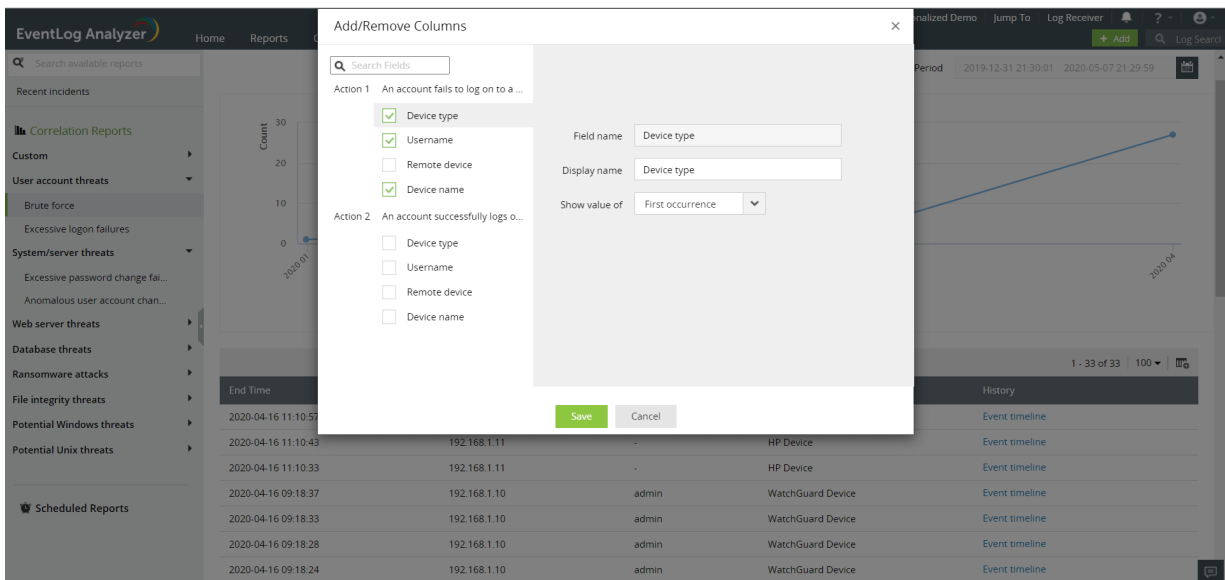 EventLog Analyzer
Home Reports
onalized Demo Jump To Log Receiver ?
+ Add Log Search
Search available reports
Recent incidents
Correlation Reports
Custom
User account threats
Brute force
Excessive logon failures
System/server threats
Excessive password change fai...
Anomalous user account chan...
Web server threats
Database threats
Ransomware attacks
File integrity threats
Potential Windows threats
Potential Unix threats
Scheduled Reports
Period 2019-12-31 21:30:01 2020-05-07 21:29:59
Count
30
20
10
0
2020 01
2020 04
Add/Remove Columns
Search Fields
Action 1 An account fails to log on to a ...
Device type
Username
Remote device
Device name
Action 2 An account successfully logs o...
Device type
Username
Remote device
Device name
Field name Device type
Display name Device type
Show value of First occurrence
Save Cancel
1 - 33 of 33 100
End Time History
2020-04-16 11:10:57 Event timeline
2020-04-16 11:10:43 192.168.1.11 - HP Device Event timeline
2020-04-16 11:10:33 192.168.1.11 - HP Device Event timeline
2020-04-16 09:18:37 192.168.1.10 admin WatchGuard Device Event timeline
2020-04-16 09:18:33 192.168.1.10 admin WatchGuard Device Event timeline
2020-04-16 09:18:28 192.168.1.10 admin WatchGuard Device Event timeline
2020-04-16 09:18:24 192.168.1.10 admin WatchGuard Device Event timeline